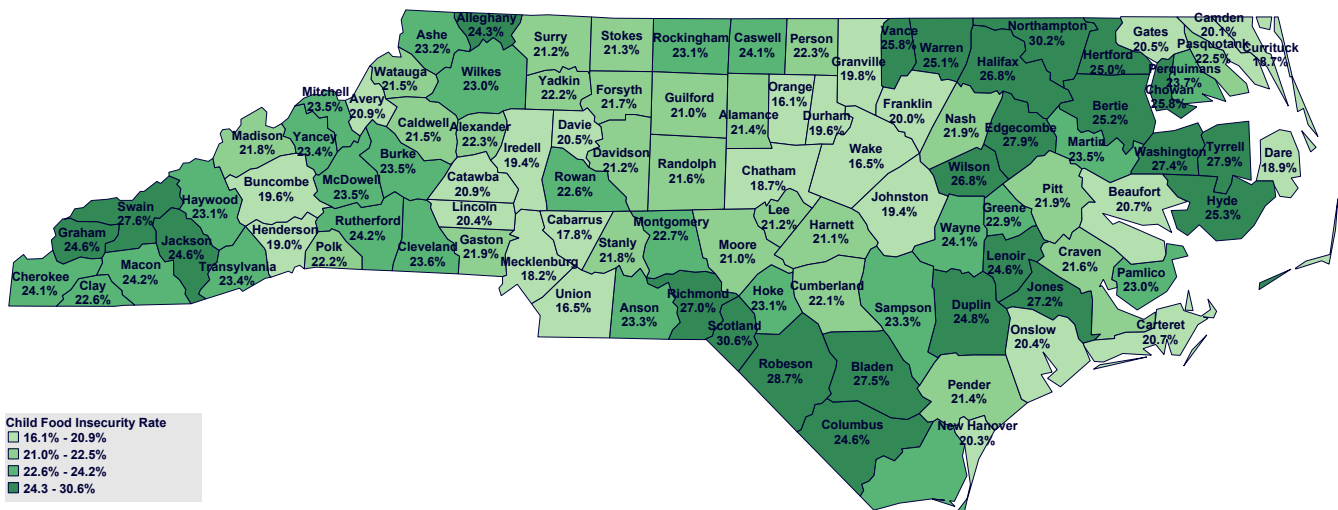 Alleghany
24.3%
Ashe
23.2%
Surry
21.2%
Stokes
21.3%
Rockingham
23.1%
Caswell
24.1%
Person
22.3%
Granville
19.8%
Vance
25.8%
Warren
25.1%
Northampton
30.2%
Halifax
26.8%
Hertford
25.0%
Gates
20.5%
Camden
20.1%
Pasquotank
22.5%
Currituck
18.7%
Perquimans
23.7%
Chowan
25.8%
Bertie
25.2%
Watauga
21.5%
Wilkes
23.0%
Yadkin
22.2%
Forsyth
21.7%
Guilford
21.0%
Alamance
21.4%
Orange
16.1%
Durham
19.6%
Franklin
20.0%
Nash
21.9%
Edgecombe
27.9%
Martin
23.5%
Washington
27.4%
Tyrrell
27.9%
Dare
18.9%
Mitchell
23.5%
Avery
20.9%
Caldwell
21.5%
Alexander
22.3%
Iredell
19.4%
Davie
20.5%
Davidson
21.2%
Randolph
21.6%
Chatham
18.7%
Wake
16.5%
Wilson
26.8%
Pitt
21.9%
Beaufort
20.7%
Hyde
25.3%
Madison
21.8%
Yancey
23.4%
Burke
23.5%
McDowell
23.5%
Catawba
20.9%
Rowan
22.6%
Johnston
19.4%
Greene
22.9%
Buncombe
19.6%
Haywood
23.1%
Swain
27.6%
Graham
24.6%
Jackson
24.6%
Henderson
19.0%
Polk
22.2%
Rutherford
24.2%
Cleveland
23.6%
Lincoln
20.4%
Gaston
21.9%
Cabarrus
17.8%
Mecklenburg
18.2%
Stanly
21.8%
Montgomery
22.7%
Moore
21.0%
Lee
21.2%
Harnett
21.1%
Wayne
24.1%
Lenoir
24.6%
Craven
21.6%
Pamlico
23.0%
Cherokee
24.1%
Clay
22.6%
Macon
24.2%
Transylvania
23.4%
Union
16.5%
Anson
23.3%
Richmond
27.0%
Scotland
30.6%
Hoke
23.1%
Cumberland
22.1%
Sampson
23.3%
Duplin
24.8%
Jones
27.2%
Onslow
20.4%
Carteret
20.7%
Robeson
28.7%
Bladen
27.5%
Pender
21.4%
Columbus
24.6%
New Hanover
20.3%
Child Food Insecurity Rate
16.1% - 20.9%
21.0% - 22.5%
22.6% - 24.2%
24.3 - 30.6%